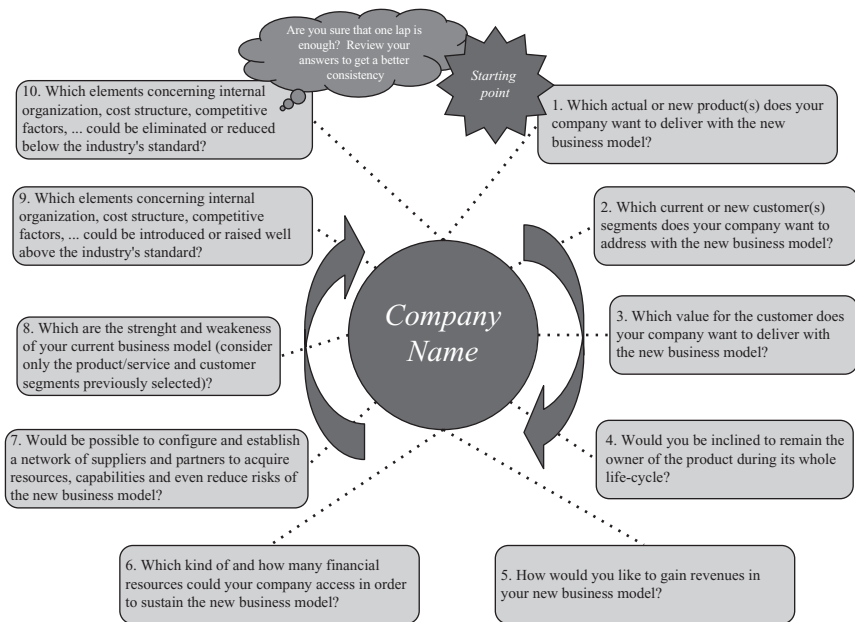 Are you sure that one lap is
enough?  Review your
answers to get a better
consistency
Starting
point
1. Which actual or new product(s) does your
company want to deliver with the new
business model?
2. Which current or new customer(s)
segments does your company want to
address with the new business model?
3. Which value for the customer does
your company want to deliver with
the new business model?
4. Would you be inclined to remain the
owner of the product during its whole
life-cycle?
5. How would you like to gain revenues in
your new business model?
6. Which kind of and how many financial
resources could your company access in order
to sustain the new business model?
7. Would be possible to configure and establish
a network of suppliers and partners to acquire
resources, capabilities and even reduce risks of
the new business model?
8. Which are the strenght and weakeness
of your current business model (consider
only the product/service and customer
segments previously selected)?
9. Which elements concerning internal
organization, cost structure, competitive
factors, ... could be introduced or raised well
above the industry's standard?
10. Which elements concerning internal
organization, cost structure, competitive
factors, ... could be eliminated or reduced
below the industry's standard?
Company
Name